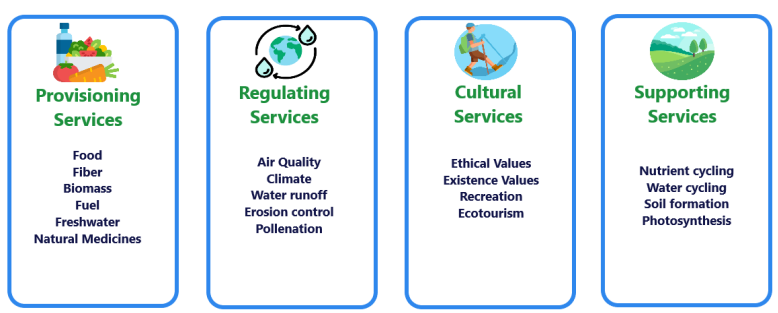 Provisioning
Services
Food
Fiber
Biomass
Fuel
Freshwater
Natural Medicines
Regulating
Services
Air Quality
Climate
Water runoff
Erosion control
Pollenation
Cultural
Services
Ethical Values
Existence Values
Recreation
Ecotourism
Supporting
Services
Nutrient cycling
Water cycling
Soil formation
Photosynthesis